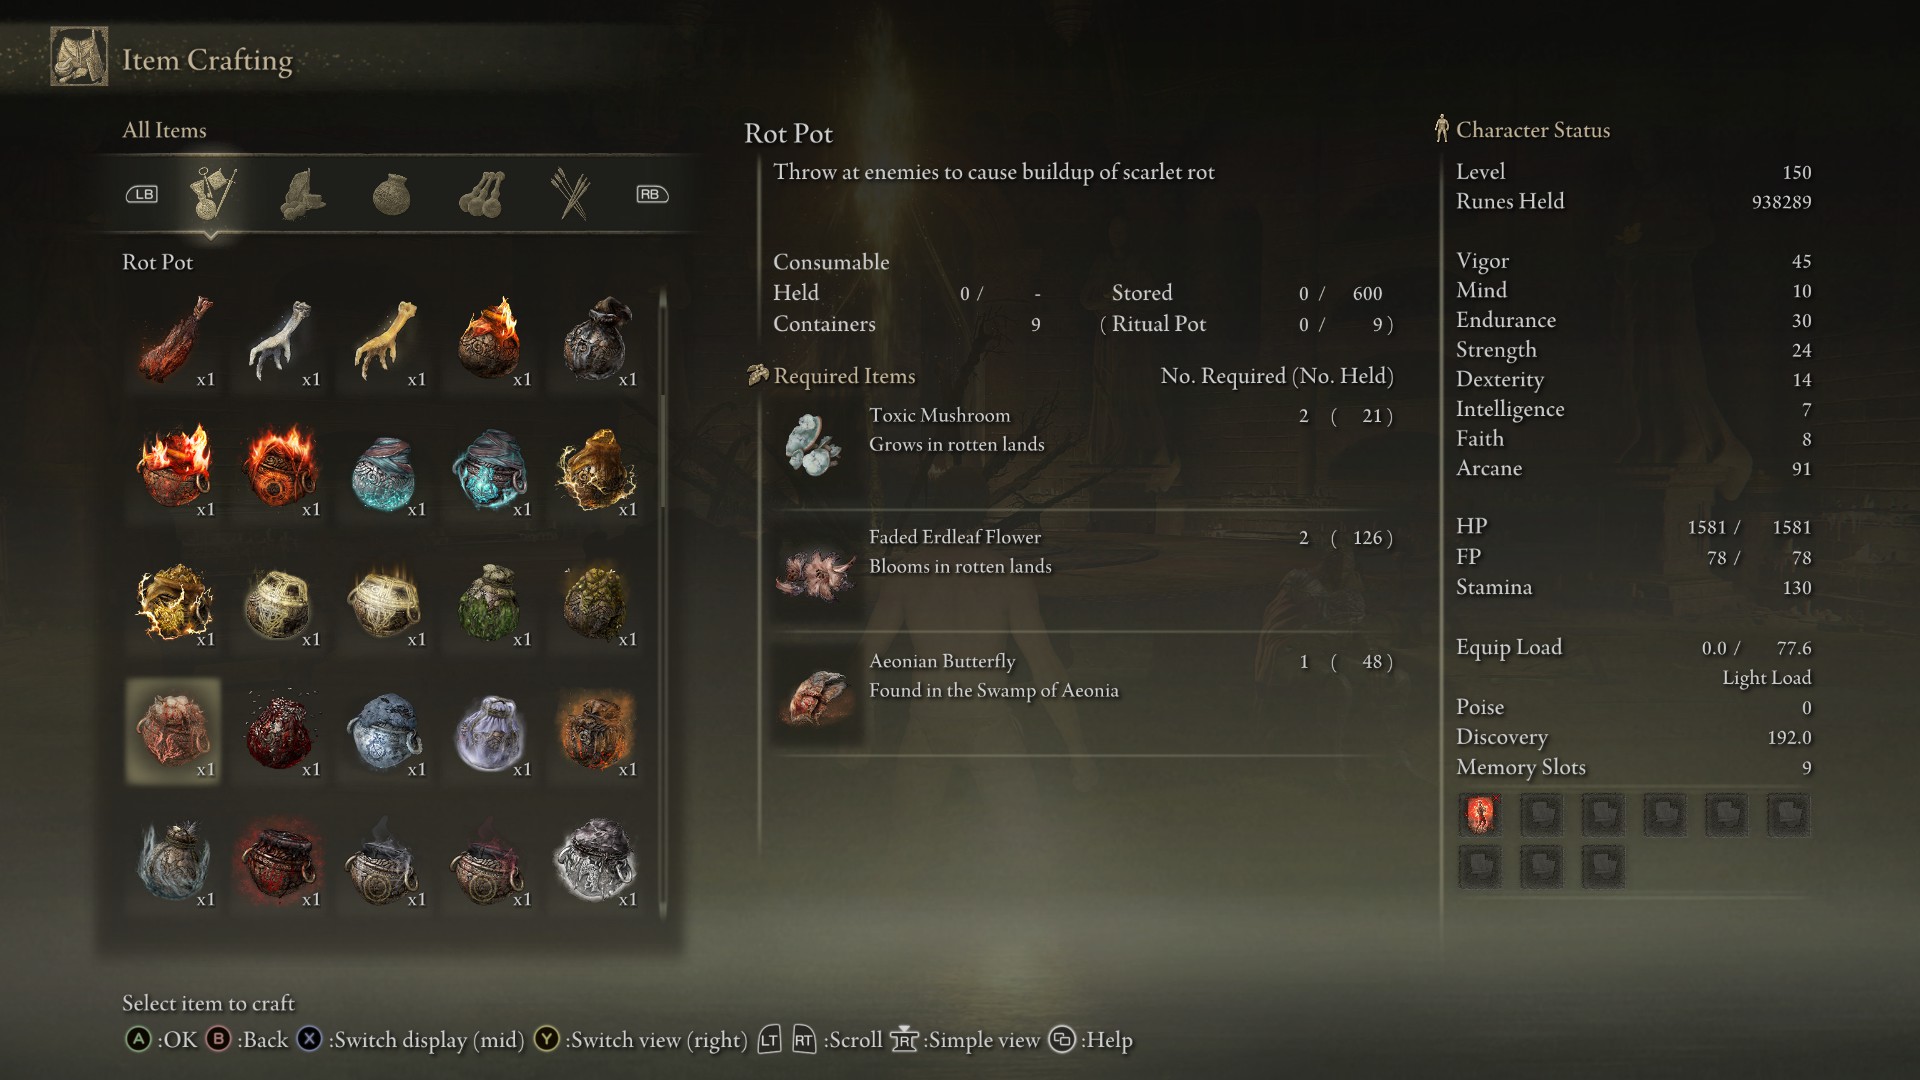 Item Crafting
All Items
LB
RB
Rot Pot
x1 x1 x1 x1 x1
x1 x1 x1 x1 x1
x1 x1 x1 x1 x1
x1 x1 x1 x1 x1
x1 x1 x1 x1 x1
Rot Pot
Throw at enemies to cause buildup of scarlet rot
Consumable
Held 0 / - Stored 0 / 600
Containers 9 ( Ritual Pot 0 / 9 )
Required Items No. Required (No. Held)
Toxic Mushroom 2 ( 21 )
Grows in rotten lands
Faded Erdleaf Flower 2 ( 126 )
Blooms in rotten lands
Aeonian Butterfly 1 ( 48 )
Found in the Swamp of Aeonia
Character Status
Level 150
Runes Held 938289
Vigor 45
Mind 10
Endurance 30
Strength 24
Dexterity 14
Intelligence 7
Faith 8
Arcane 91
HP 1581 / 1581
FP 78 / 78
Stamina 130
Equip Load 0.0 / 77.6
Light Load
Poise 0
Discovery 192.0
Memory Slots 9
Select item to craft
A :OK B :Back X :Switch display (mid) Y :Switch view (right) LT RT :Scroll R :Simple view :Help